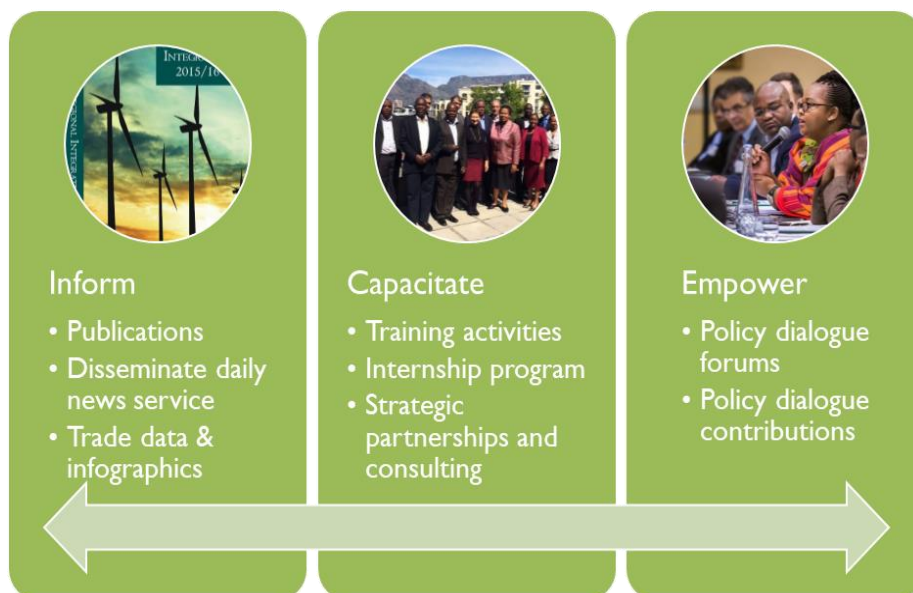 INTEGR
2015/16
Inform
• Publications
• Disseminate daily
news service
• Trade data &
infographics
Capacitate
• Training activities
• Internship program
• Strategic
partnerships and
consulting
Empower
• Policy dialogue
forums
• Policy dialogue
contributions